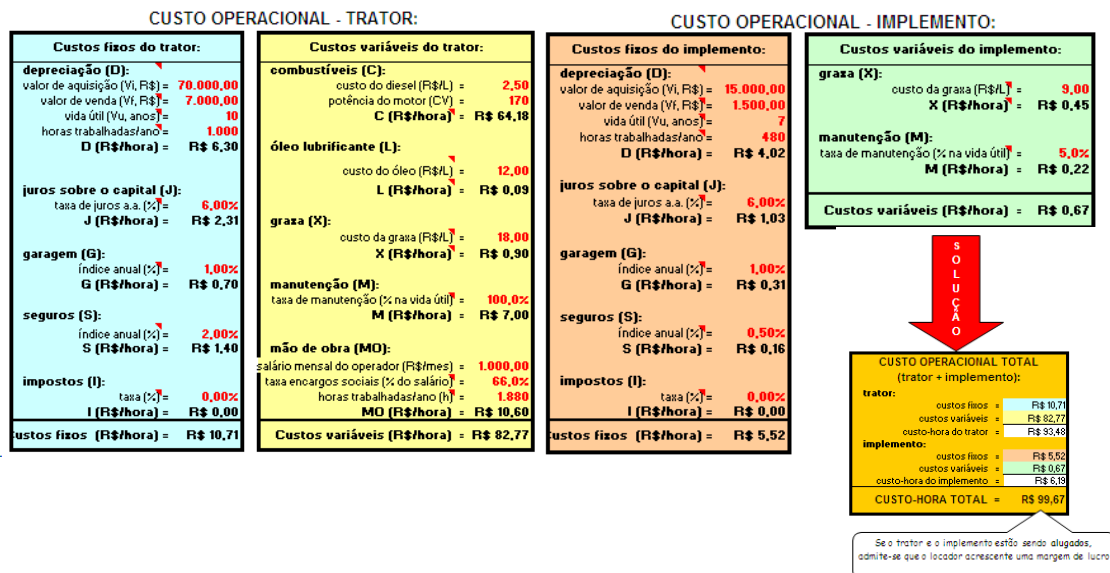 CUSTO OPERACIONAL - TRATOR:
Custos fixos do trator:
depreciação (D):
valor de aquisição (Vi, R$) = 70.000,00
valor de venda (Vf, R$) = 7.000,00
vida útil (Vu, anos) = 10
horas trabalhadas/ano = 1.000
D (R$/hora) = R$ 6,30
juros sobre o capital (J):
taxa de juros a.a. (%) = 6,00%
J (R$/hora) = R$ 2,31
garagem (G):
índice anual (%) = 1,00%
G (R$/hora) = R$ 0,70
seguros (S):
índice anual (%) = 2,00%
S (R$/hora) = R$ 1,40
impostos (I):
taxa (%) = 0,00%
I (R$/hora) = R$ 0,00
custos fixos (R$/hora) = R$ 10,71
Custos variáveis do trator:
combustíveis (C):
custo do diesel (R$/L) = 2,50
potência do motor (CV) = 170
C (R$/hora) = R$ 64,18
óleo lubrificante (L):
custo do óleo (R$/L) = 12,00
L (R$/hora) = R$ 0,09
graxa (X):
custo da graxa (R$/L) = 18,00
X (R$/hora) = R$ 0,90
manutenção (M):
taxa de manutenção (% na vida útil) = 100,0%
M (R$/hora) = R$ 7,00
mão de obra (MO):
salário mensal do operador (R$/mes) = 1.000,00
taxa encargos sociais (% do salário) = 66,0%
horas trabalhadas/ano (h) = 1.880
MO (R$/hora) = R$ 10,60
Custos variáveis (R$/hora) = R$ 82,77
CUSTO OPERACIONAL - IMPLEMENTO:
Custos fixos do implemento:
depreciação (D):
valor de aquisição (Vi, R$) = 15.000,00
valor de venda (Vf, R$) = 1.500,00
vida útil (Vu, anos) = 7
horas trabalhadas/ano = 480
D (R$/hora) = R$ 4,02
juros sobre o capital (J):
taxa de juros a.a. (%) = 6,00%
J (R$/hora) = R$ 1,03
garagem (G):
índice anual (%) = 1,00%
G (R$/hora) = R$ 0,31
seguros (S):
índice anual (%) = 0,50%
S (R$/hora) = R$ 0,16
impostos (I):
taxa (%) = 0,00%
I (R$/hora) = R$ 0,00
custos fixos (R$/hora) = R$ 5,52
Custos variáveis do implemento:
graxa (X):
custo da graxa (R$/L) = 9,00
X (R$/hora) = R$ 0,45
manutenção (M):
taxa de manutenção (% na vida útil) = 5,0%
M (R$/hora) = R$ 0,22
Custos variáveis (R$/hora) = R$ 0,67
SOLUÇÃO
CUSTO OPERACIONAL TOTAL
(trator + implemento):
trator:
custos fixos = R$ 10,71
custos variáveis = R$ 82,77
custo-hora do trator = R$ 93,48
implemento:
custos fixos = R$ 5,52
custos variáveis = R$ 0,67
custo-hora do implemento = R$ 6,19
CUSTO-HORA TOTAL = R$ 99,67
Se o trator e o implemento estão sendo alugados,
admite-se que o locador acrescente uma margem de lucro